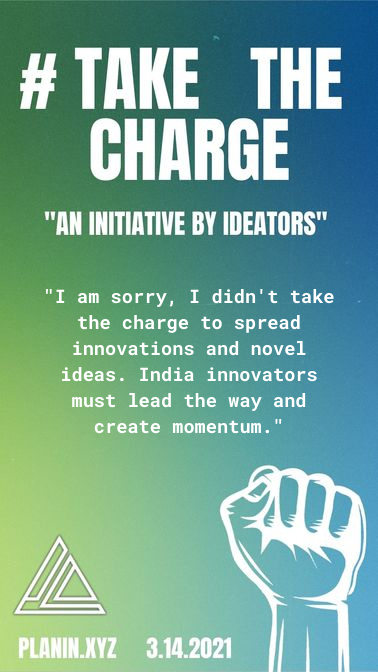 # TAKE THE
CHARGE
"AN INITIATIVE BY IDEATORS"
"I am sorry, I didn't take
the charge to spread
innovations and novel
ideas. India innovators
must lead the way and
create momentum."
PLANIN.XYZ 3.14.2021